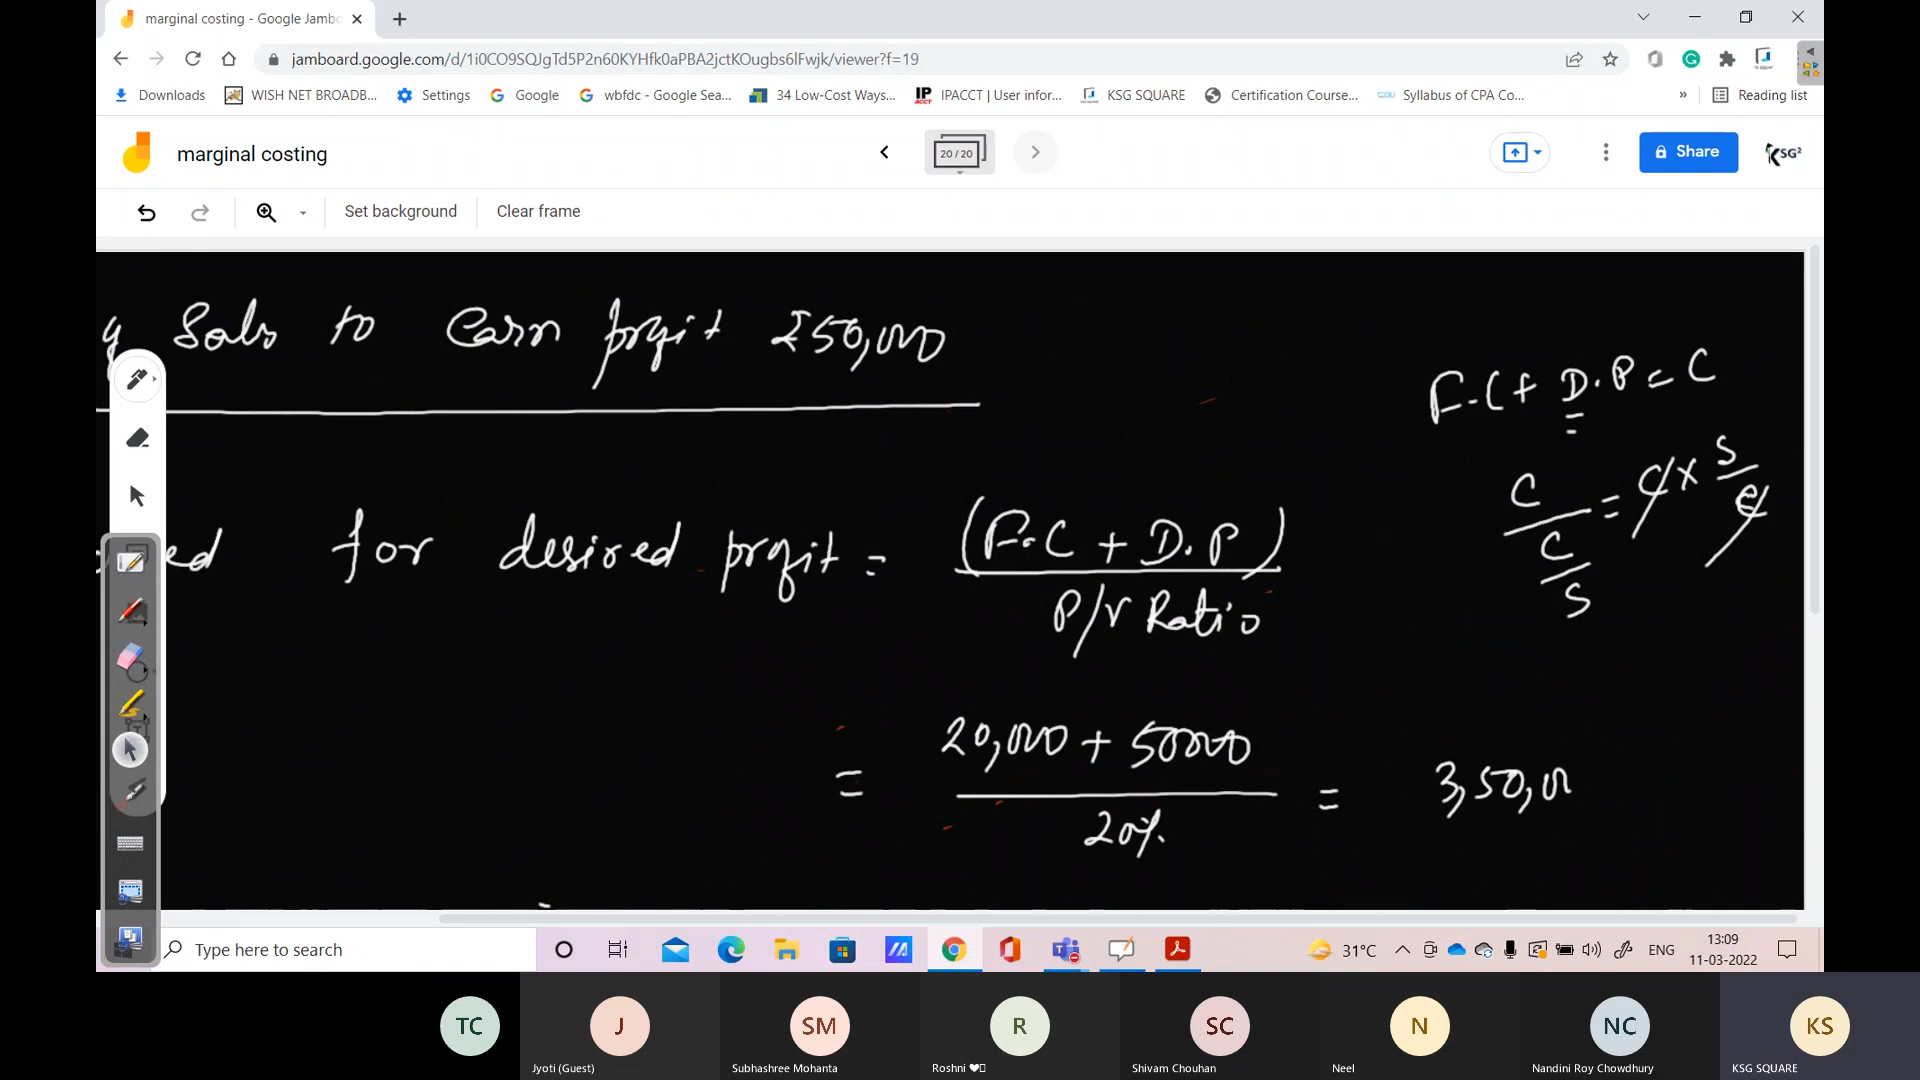 marginal costing - Google Jambo
jamboard.google.com/d/1i0CO9SQJgTd5P2n60KYHfk0aPBA2jctKOugbs6lFwjk/viewer?f=19
Downloads WISH NET BROADB... Settings Google wbfdc - Google Sea... 34 Low-Cost Ways... IPACCT | User infor... KSG SQUARE Certification Course... Syllabus of CPA Co... » Reading list
marginal costing 20 / 20 Share KSG²
Set background Clear frame
g Sales to earn profit ₹50,000
F.C + D.P = C
C / C/S = C × S/C
ed for desired profit = (F.C + D.P) / P/V Ratio
= 20,000 + 50000 / 20% = 3,50,0
Type here to search 31°C ENG 13:09
11-03-2022
TC J SM R SC N NC KS
Jyoti (Guest) Subhashree Mohanta Roshni ❤ Shivam Chouhan Neel Nandini Roy Chowdhury KSG SQUARE